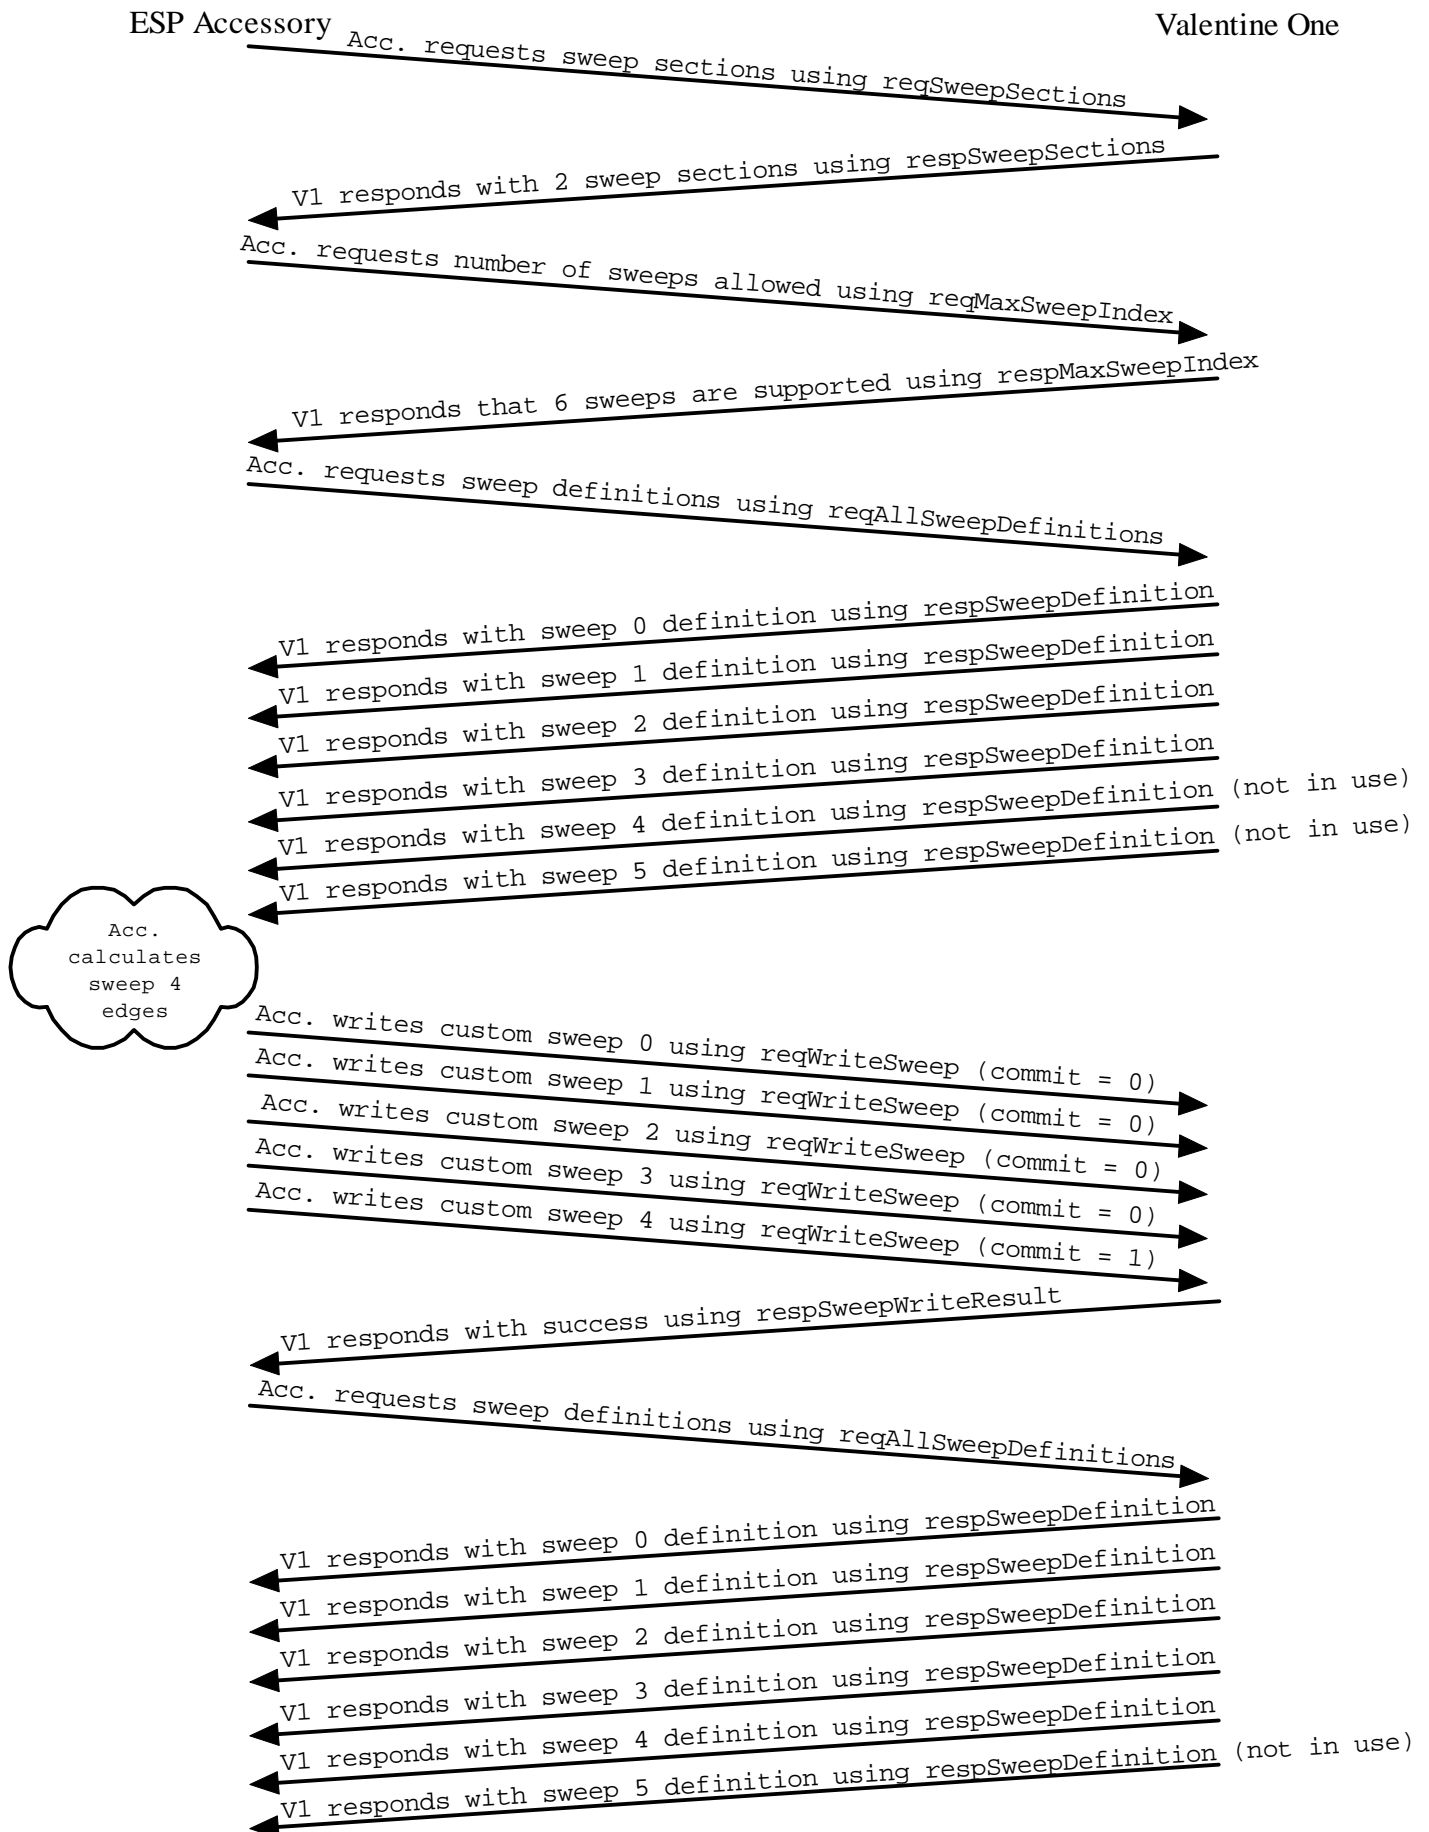 ESP Accessory
Valentine One
Acc. requests sweep sections using reqSweepSections
V1 responds with 2 sweep sections using respSweepSections
Acc. requests number of sweeps allowed using reqMaxSweepIndex
V1 responds that 6 sweeps are supported using respMaxSweepIndex
Acc. requests sweep definitions using reqAllSweepDefinitions
V1 responds with sweep 0 definition using respSweepDefinition
V1 responds with sweep 1 definition using respSweepDefinition
V1 responds with sweep 2 definition using respSweepDefinition
V1 responds with sweep 3 definition using respSweepDefinition
V1 responds with sweep 4 definition using respSweepDefinition (not in use)
V1 responds with sweep 5 definition using respSweepDefinition (not in use)
Acc.
calculates
sweep 4
edges
Acc. writes custom sweep 0 using reqWriteSweep (commit = 0)
Acc. writes custom sweep 1 using reqWriteSweep (commit = 0)
Acc. writes custom sweep 2 using reqWriteSweep (commit = 0)
Acc. writes custom sweep 3 using reqWriteSweep (commit = 0)
Acc. writes custom sweep 4 using reqWriteSweep (commit = 1)
V1 responds with success using respSweepWriteResult
Acc. requests sweep definitions using reqAllSweepDefinitions
V1 responds with sweep 0 definition using respSweepDefinition
V1 responds with sweep 1 definition using respSweepDefinition
V1 responds with sweep 2 definition using respSweepDefinition
V1 responds with sweep 3 definition using respSweepDefinition
V1 responds with sweep 4 definition using respSweepDefinition
V1 responds with sweep 5 definition using respSweepDefinition (not in use)